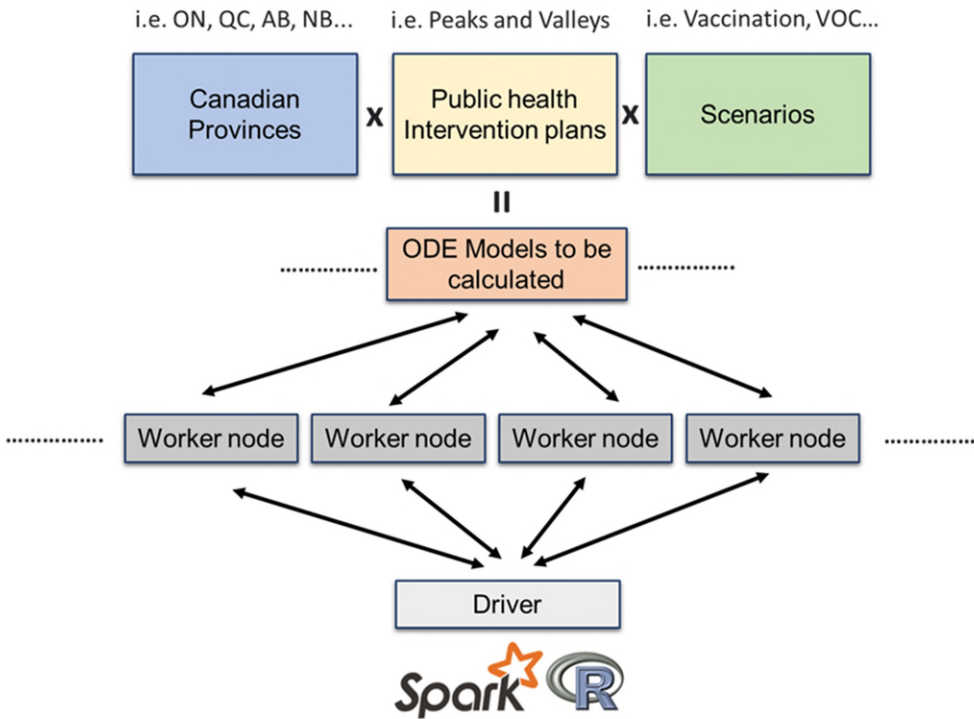 i.e. ON, QC, AB, NB... i.e. Peaks and Valleys i.e. Vaccination, VOC...
Canadian
Provinces
x
Public health
Intervention plans
x
Scenarios
=
ODE Models to be
calculated
Worker node Worker node Worker node Worker node
Driver
Spark R